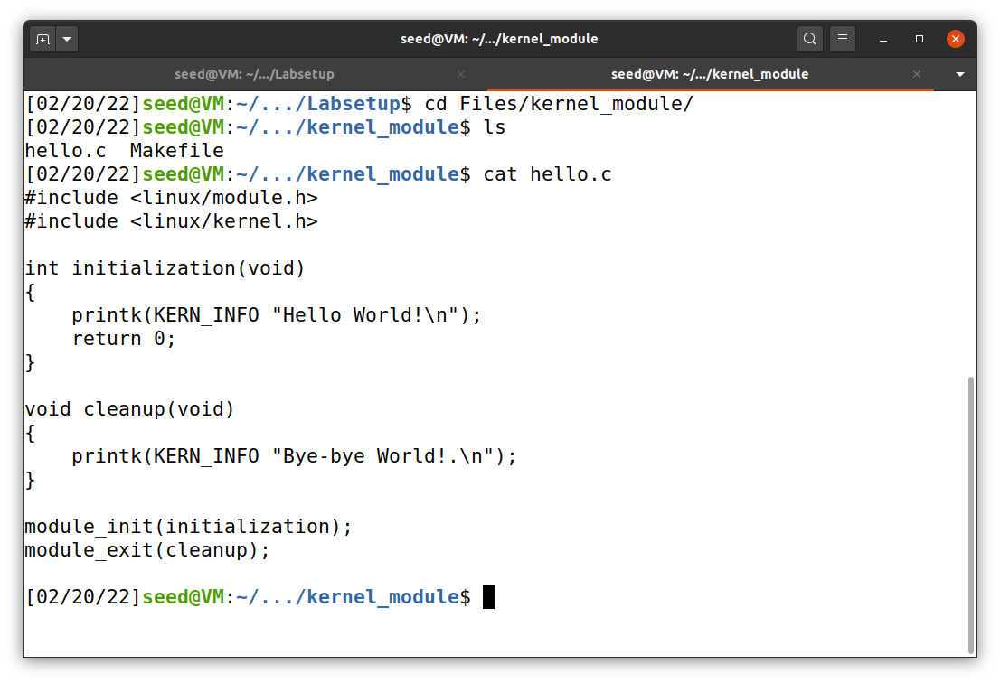 seed@VM: ~/.../kernel_module
seed@VM: ~/.../Labsetup
seed@VM: ~/.../kernel_module
[02/20/22]seed@VM:~/.../Labsetup$ cd Files/kernel_module/
[02/20/22]seed@VM:~/.../kernel_module$ ls
hello.c  Makefile
[02/20/22]seed@VM:~/.../kernel_module$ cat hello.c
#include <linux/module.h>
#include <linux/kernel.h>

int initialization(void)
{
    printk(KERN_INFO "Hello World!\n");
    return 0;
}

void cleanup(void)
{
    printk(KERN_INFO "Bye-bye World!.\n");
}

module_init(initialization);
module_exit(cleanup);

[02/20/22]seed@VM:~/.../kernel_module$